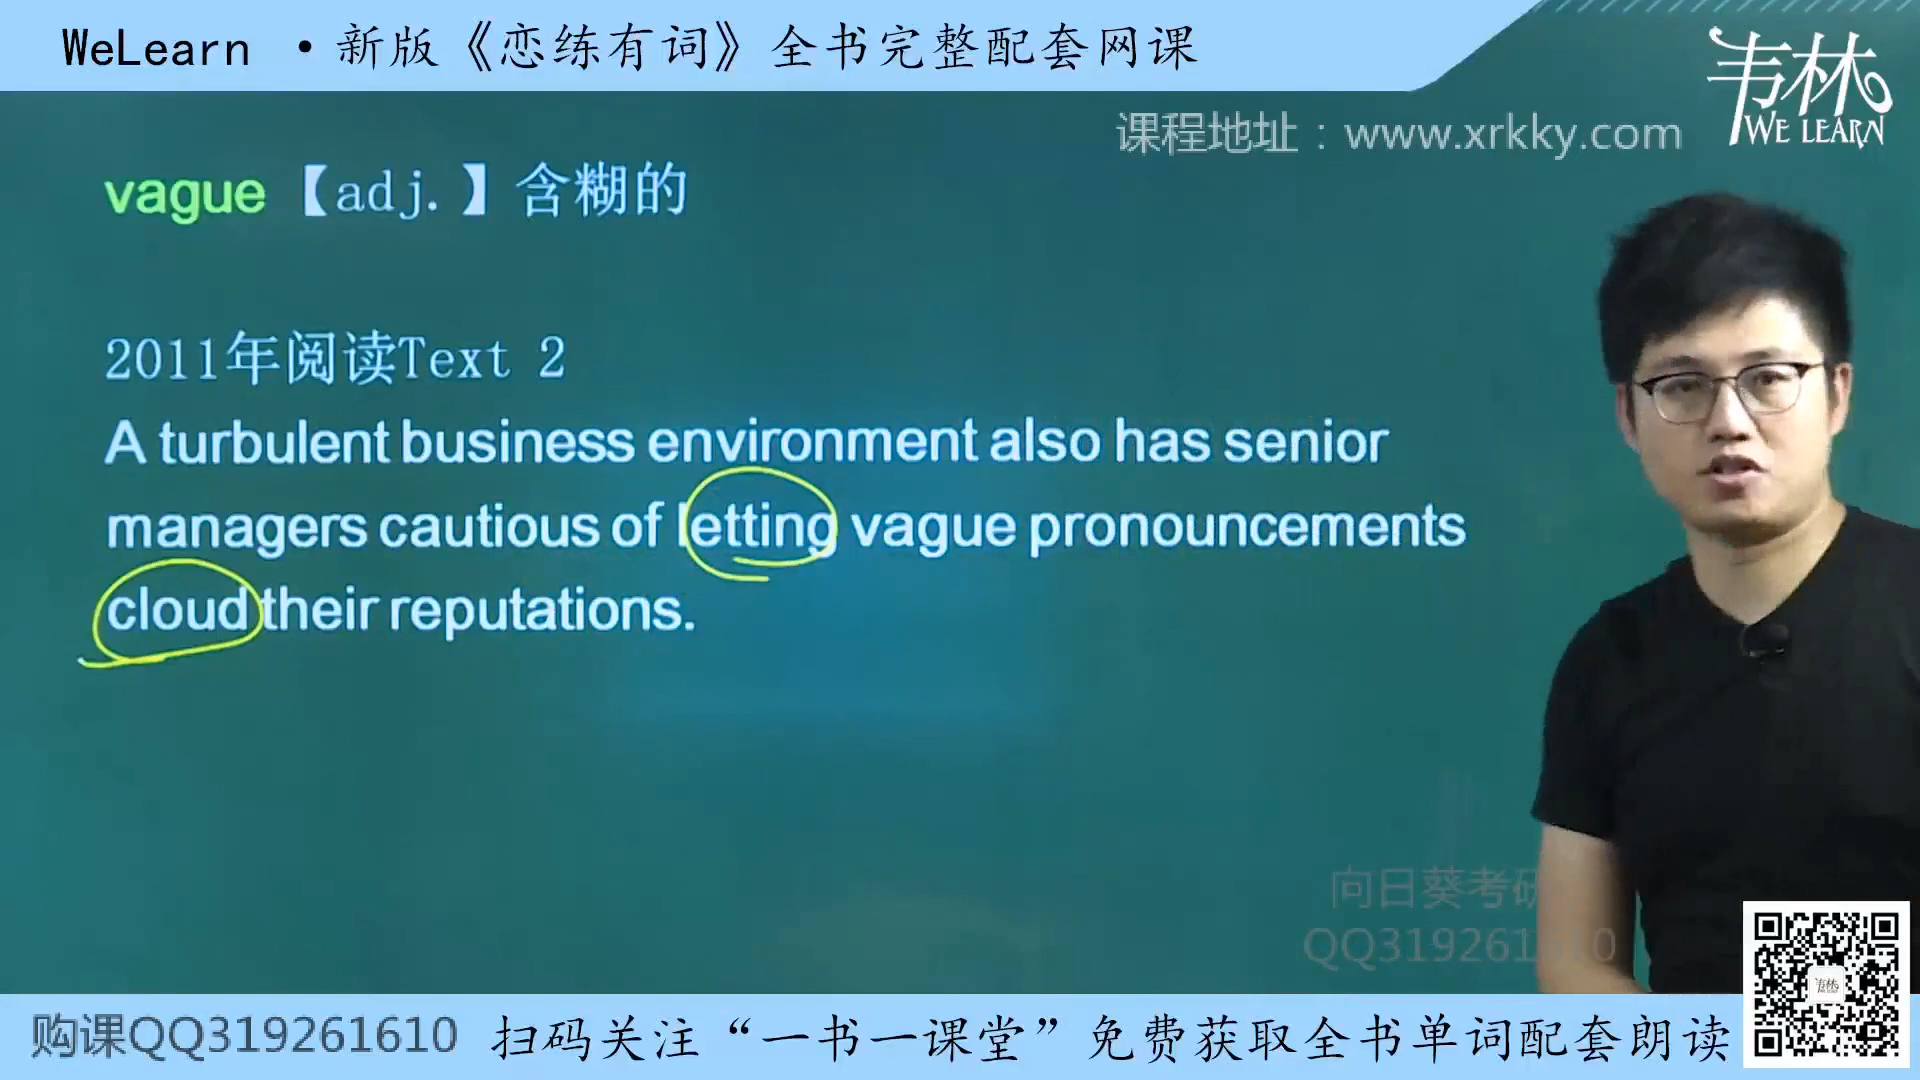 WeLearn · 新版《恋练有词》全书完整配套网课
韦林
WE LEARN
课程地址：www.xrkky.com
vague【adj.】含糊的
2011年阅读Text 2
A turbulent business environment also has senior
managers cautious of letting vague pronouncements
cloud their reputations.
向日葵考研
QQ319261610
韦林
购课QQ319261610 扫码关注“一书一课堂”免费获取全书单词配套朗读